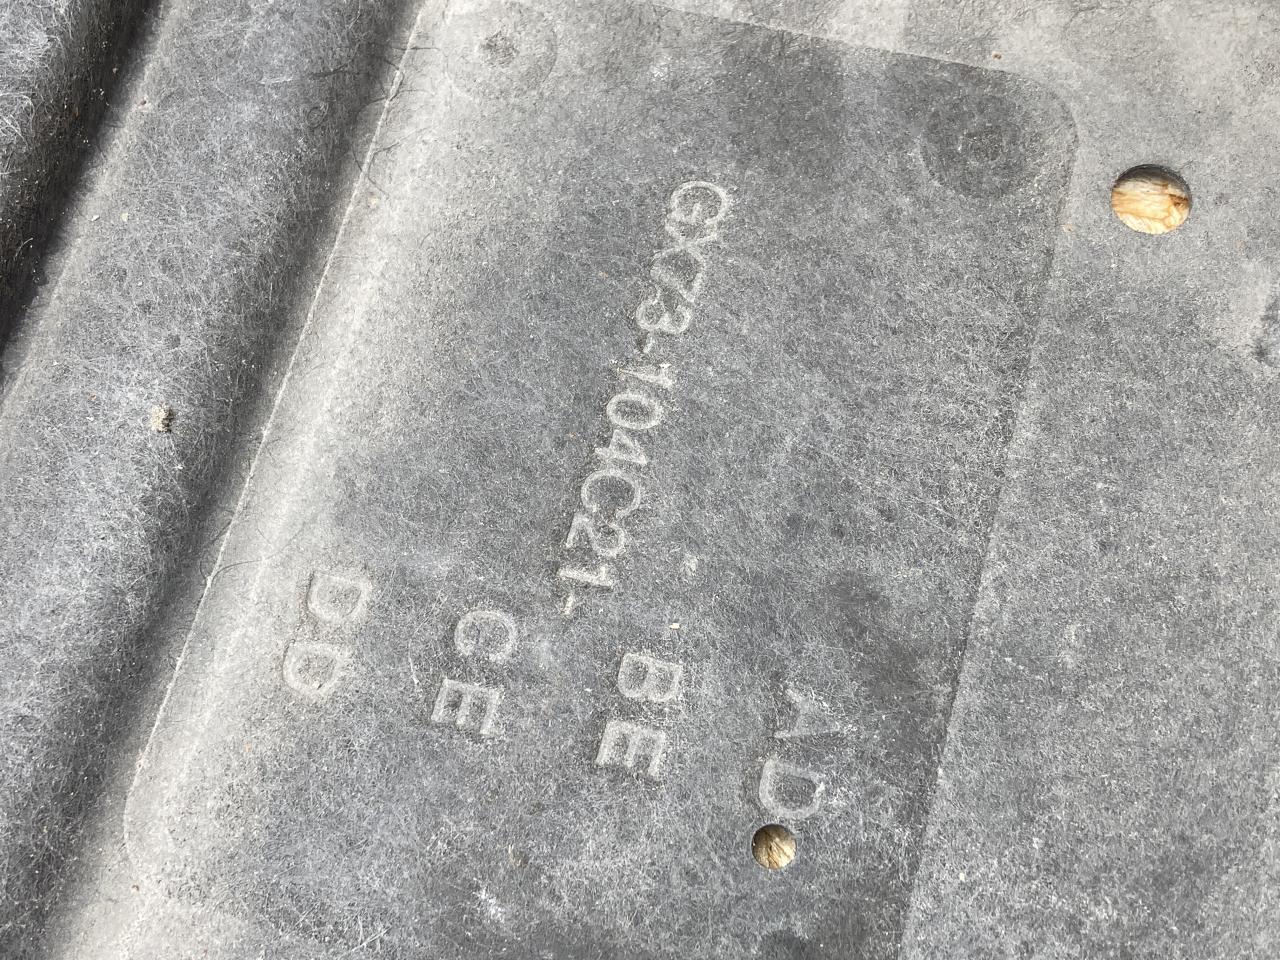 AD
BE
GX73-104C21-
CE
DD